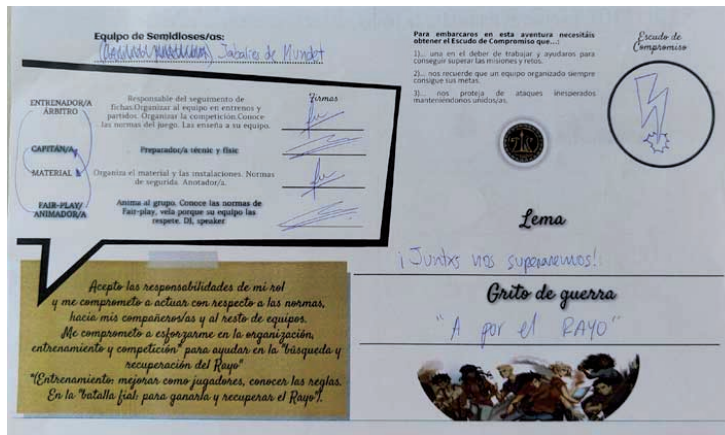 Equipo de Semidioses/as:
Jabalíes de Mundet
ENTRENADOR/A
ÁRBITRO
Responsable del seguimento de
fichas.Organizar al equipo en entrenos y
partidos. Organizar la competición.Conoce
las normas del juego. Las enseña a su equipo.
Firmas
CAPITÁN/A
Preparador/a técnic y físic
MATERIAL
Organiza el material y las instalaciones. Normas
de segurida. Anotador/a.
FAIR-PLAY/
ANIMADOR/A
Anima al grupo. Conoce las normas de
Fair-play, vela porque su equipo las
respete. DJ, speaker
Acepto las responsabilidades de mi rol
y me comprometo a actuar con respecto a las normas,
hacia mis compañeros/as y al resto de equipos.
Me comprometo a esforzarme en la organización,
entrenamiento y competición* para ayudar en la "búsqueda y
recuperación del Rayo"
*(Entrenamiento: mejorar como jugadores, conocer las reglas.
En la "batalla fial: para ganarla y recuperar el Rayo").
Para embarcaros en esta aventura necesitáis
obtener el Escudo de Compromiso que...:
1)... una en el deber de trabajar y ayudaros para
conseguir superar las misiones y retos.
2)... nos recuerde que un equipo organizado siempre
consigue sus metas.
3)... nos proteja de ataques inesperados
manteniéndonos unidos/as.
Escudo de
Compromiso
Lema
¡Juntxs nos superaremos!
Grito de guerra
"A por el RAYO"